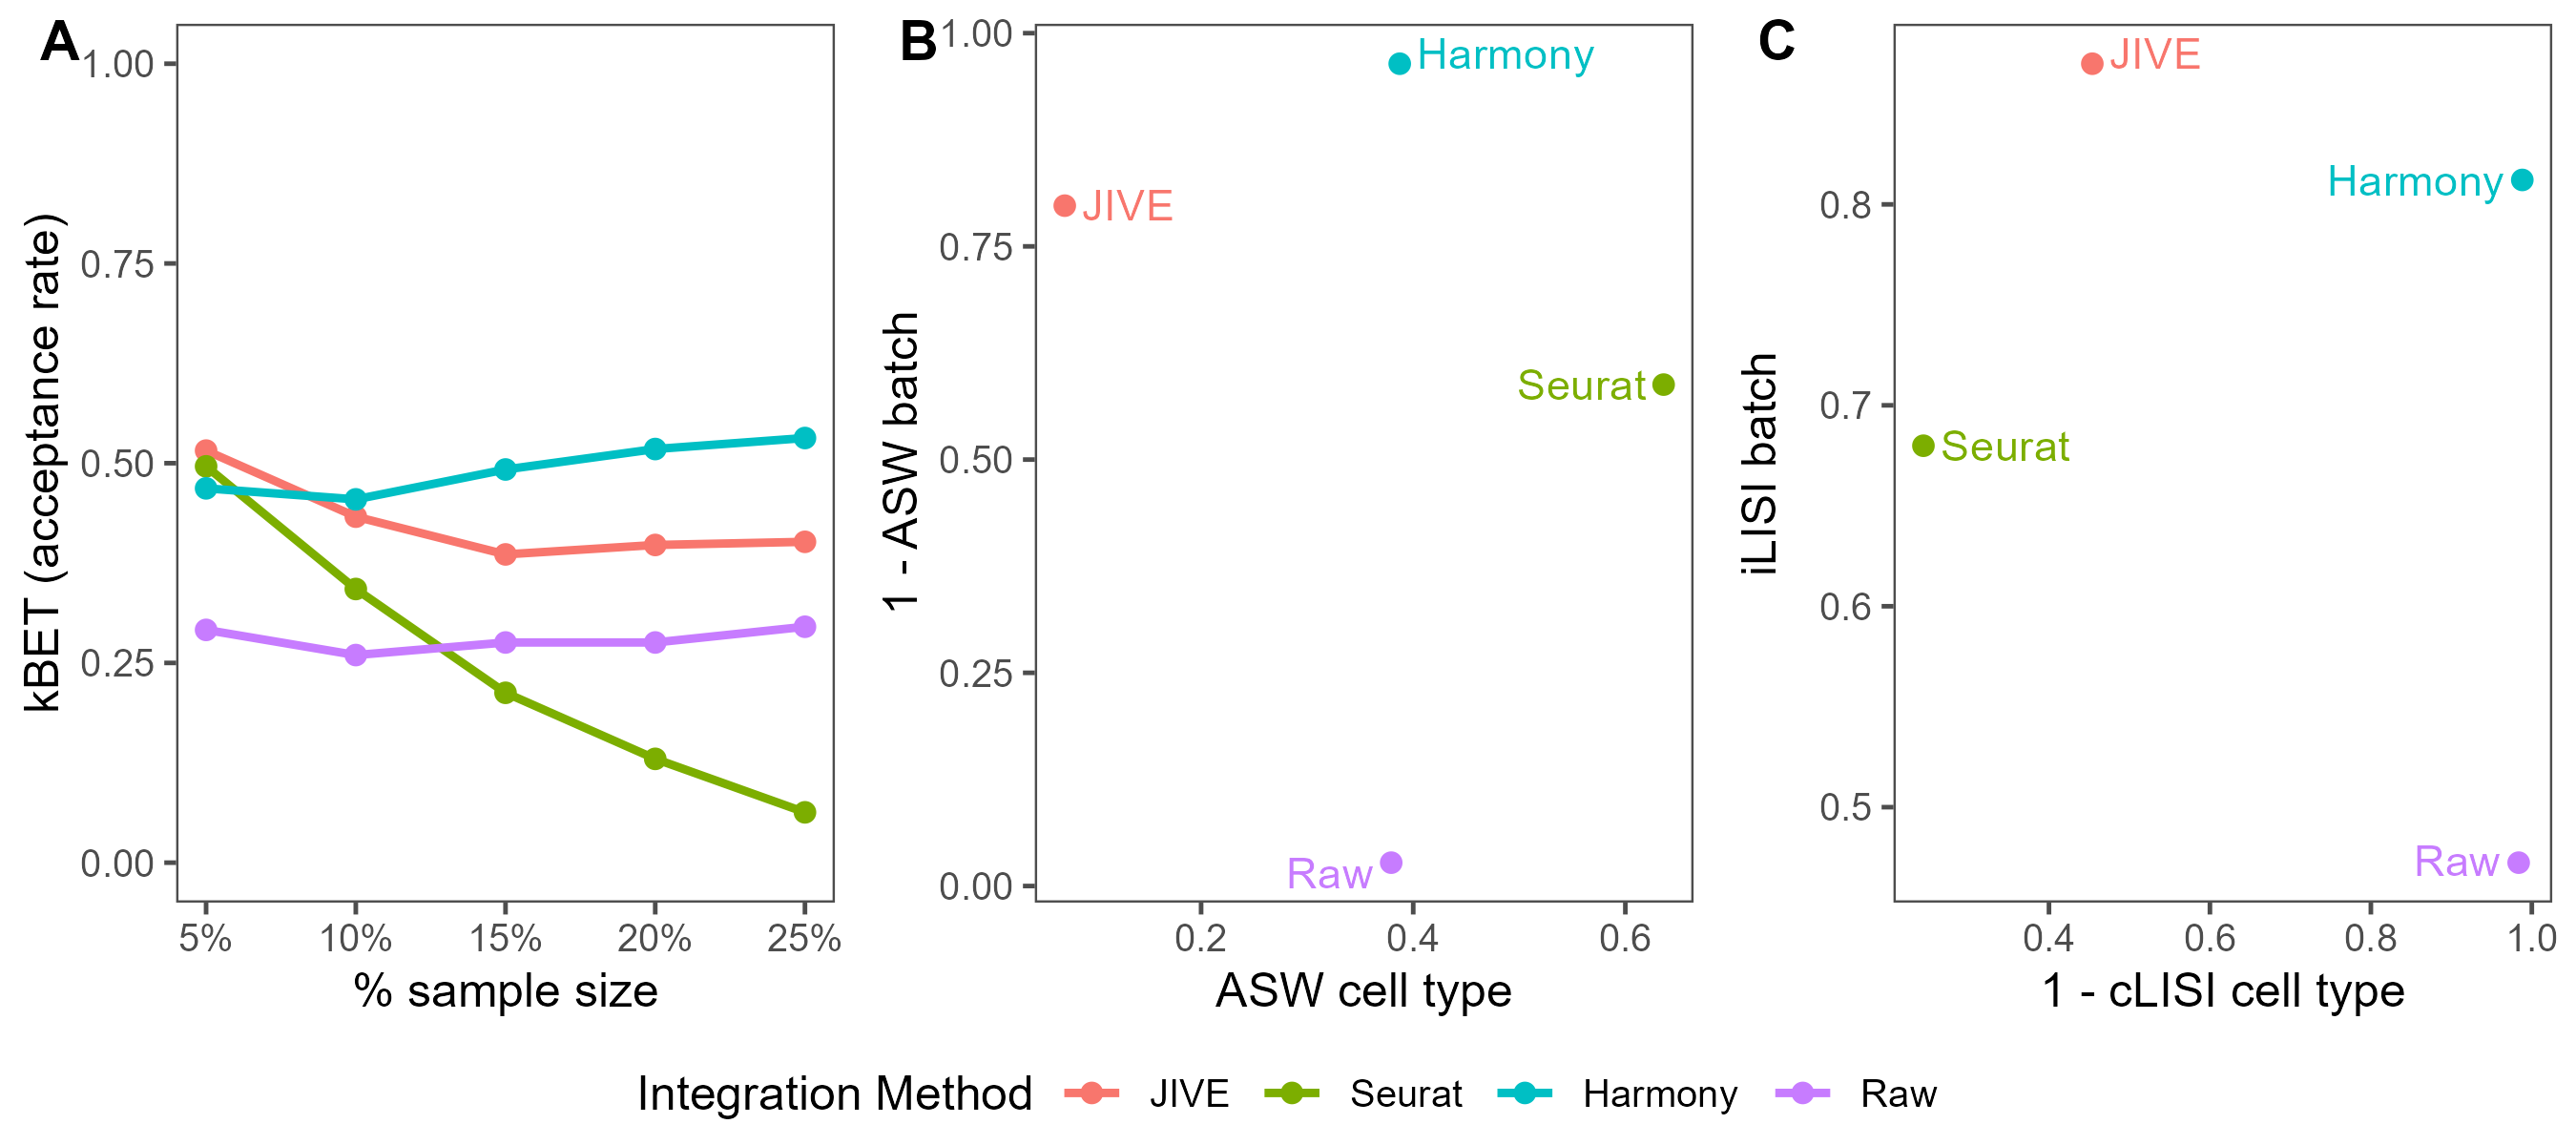 A
kBET (acceptance rate)
1.00
0.75
0.50
0.25
0.00
5% 10% 15% 20% 25%
% sample size
B
1 - ASW batch
1.00
0.75
0.50
0.25
0.00
Harmony
JIVE
Seurat
Raw
0.2 0.4 0.6
ASW cell type
C
iLISI batch
0.8
0.7
0.6
0.5
JIVE
Harmony
Seurat
Raw
0.4 0.6 0.8 1.0
1 - cLISI cell type
Integration Method JIVE Seurat Harmony Raw